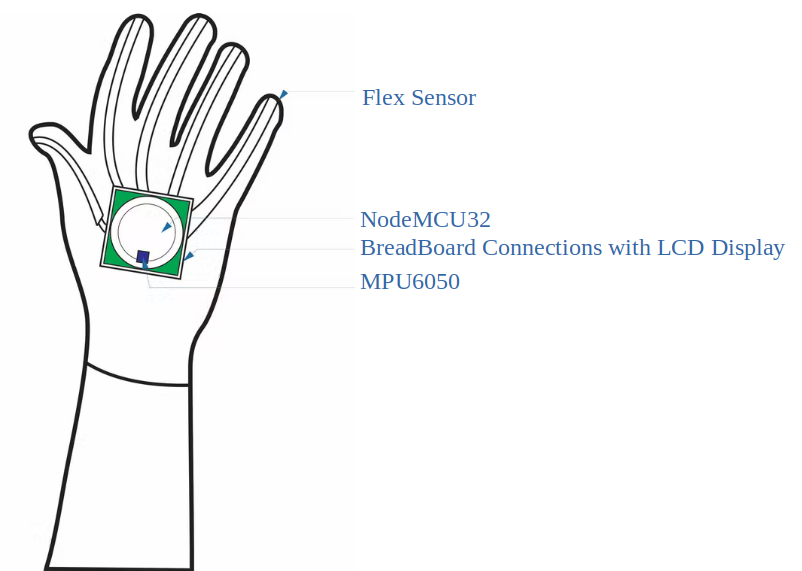 Flex Sensor
NodeMCU32
BreadBoard Connections with LCD Display
MPU6050